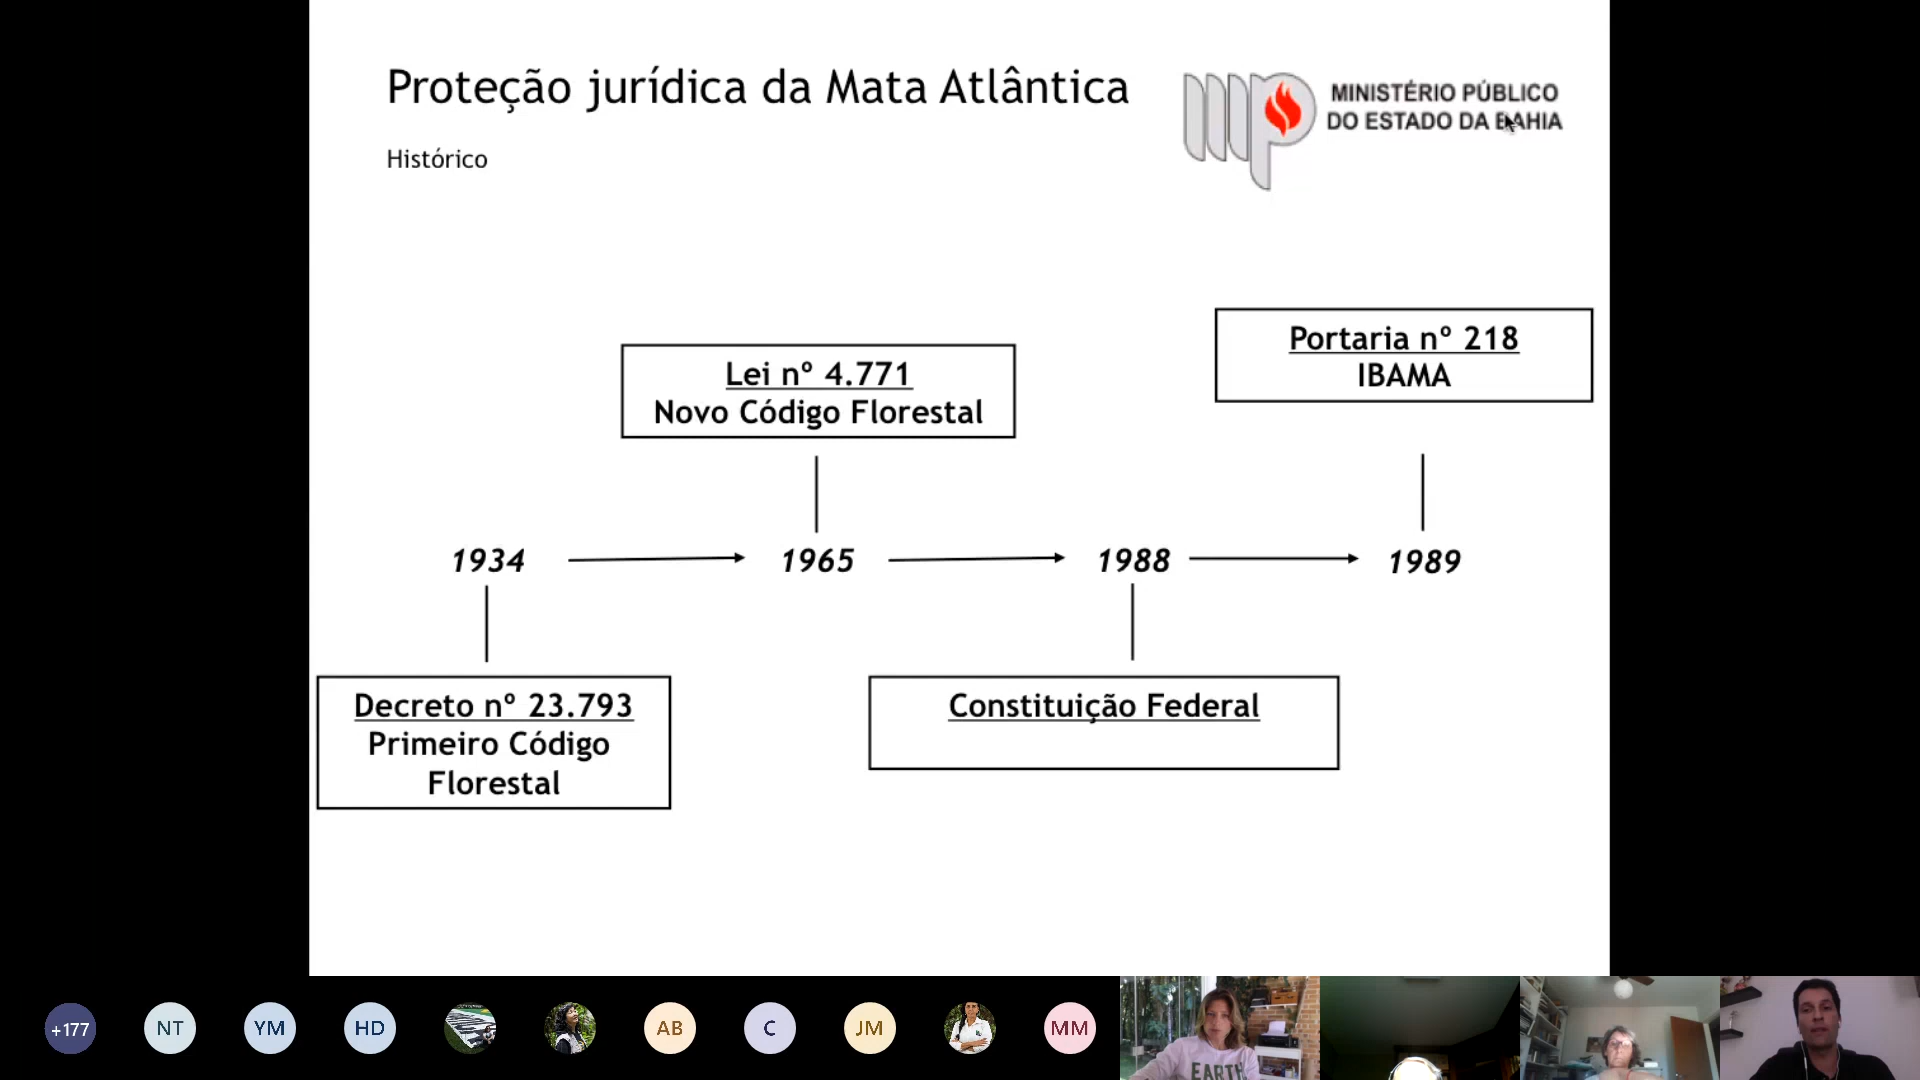 Proteção jurídica da Mata Atlântica
MINISTÉRIO PÚBLICO
DO ESTADO DA BAHIA
mp
Histórico
Portaria nº 218
IBAMA
Lei nº 4.771
Novo Código Florestal
1934
1965
1988
1989
Decreto nº 23.793
Primeiro Código
Florestal
Constituição Federal
+177
NT
YM
HD
AB
C
JM
MM
EARTH